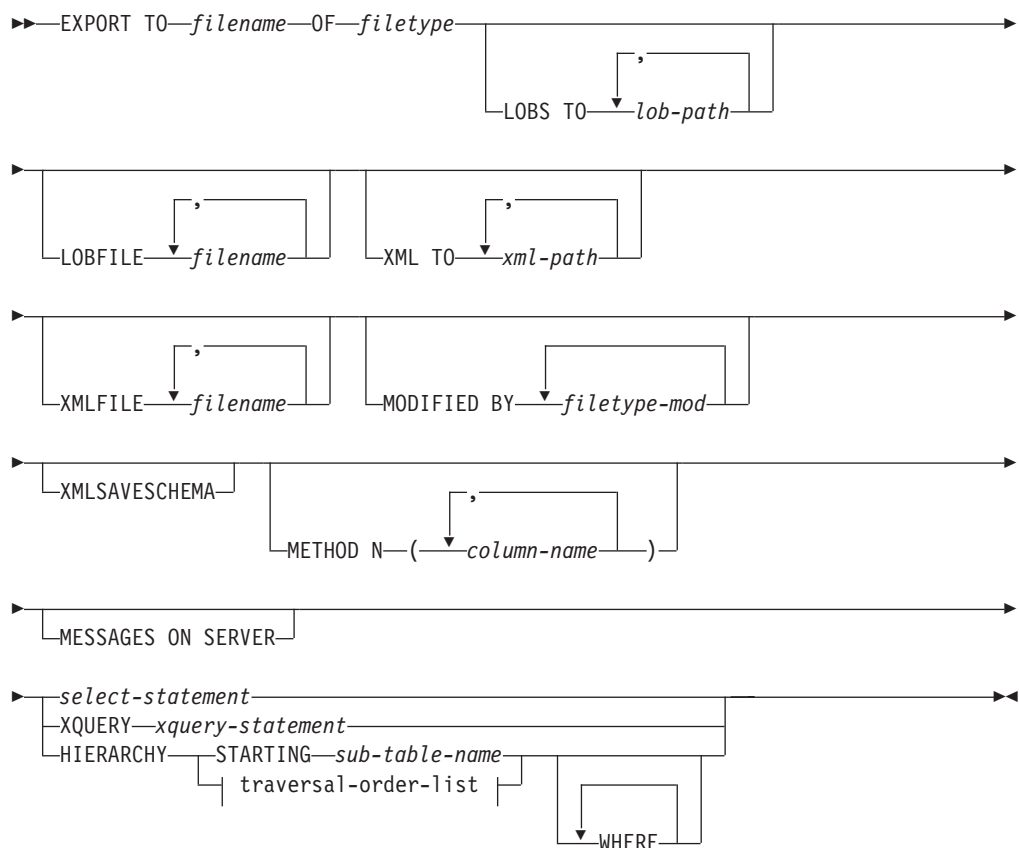 EXPORT TO filename OF filetype
,
LOBS TO lob-path
, ,
LOBFILE filename XML TO xml-path
,
XMLFILE filename MODIFIED BY filetype-mod
XMLSAVESCHEMA
,
METHOD N ( column-name )
MESSAGES ON SERVER
select-statement
XQUERY xquery-statement
HIERARCHY STARTING sub-table-name
traversal-order-list
WHERE